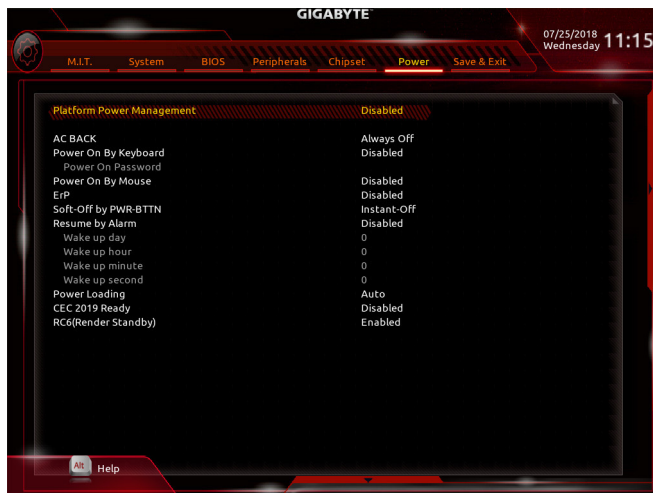 GIGABYTE™
07/25/2018 Wednesday 11:15
M.I.T. System BIOS Peripherals Chipset Power Save & Exit
Platform Power Management Disabled
AC BACK Always Off
Power On By Keyboard Disabled
Power On Password
Power On By Mouse Disabled
ErP Disabled
Soft-Off by PWR-BTTN Instant-Off
Resume by Alarm Disabled
Wake up day 0
Wake up hour 0
Wake up minute 0
Wake up second 0
Power Loading Auto
CEC 2019 Ready Disabled
RC6(Render Standby) Enabled
Alt Help